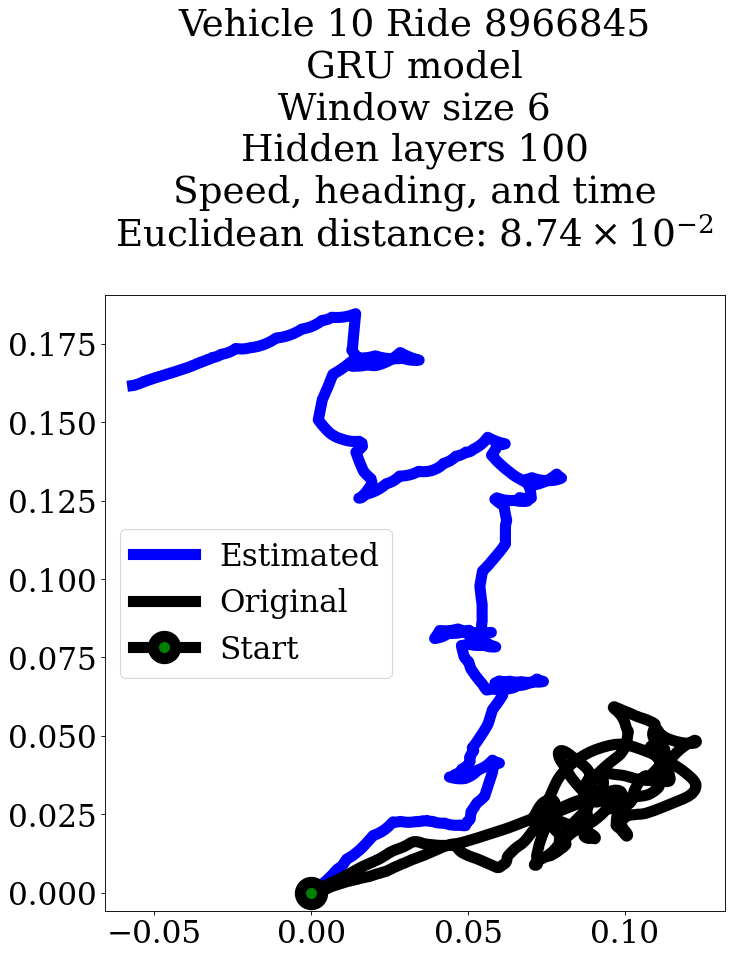 Vehicle 10 Ride 8966845
GRU model
Window size 6
Hidden layers 100
Speed, heading, and time
Euclidean distance: 8.74 × 10⁻²
0.175
0.150
0.125
0.100
0.075
0.050
0.025
0.000
Estimated
Original
Start
−0.05
0.00
0.05
0.10